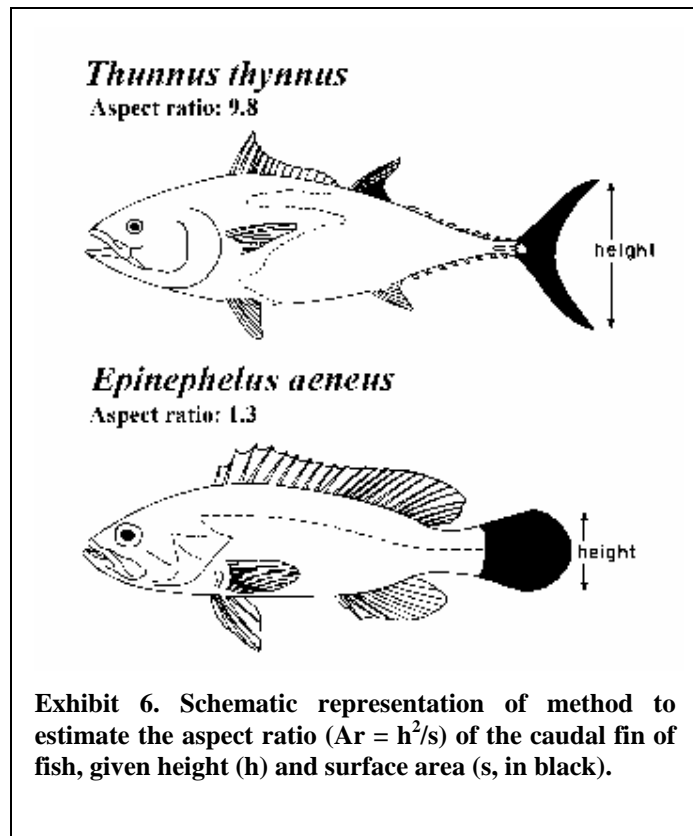 Thunnus thynnus
Aspect ratio: 9.8
height
Epinephelus aeneus
Aspect ratio: 1.3
height
Exhibit 6. Schematic representation of method to
estimate the aspect ratio (Ar = h²/s) of the caudal fin of
fish, given height (h) and surface area (s, in black).